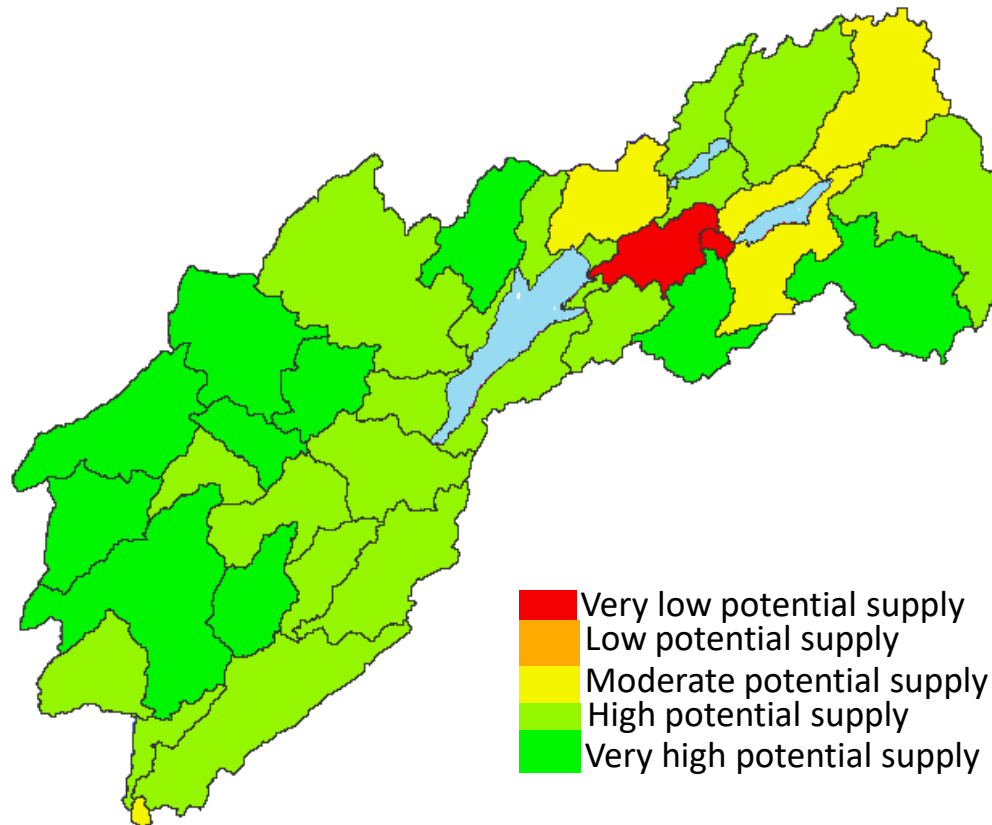 Very low potential supply
Low potential supply
Moderate potential supply
High potential supply
Very high potential supply